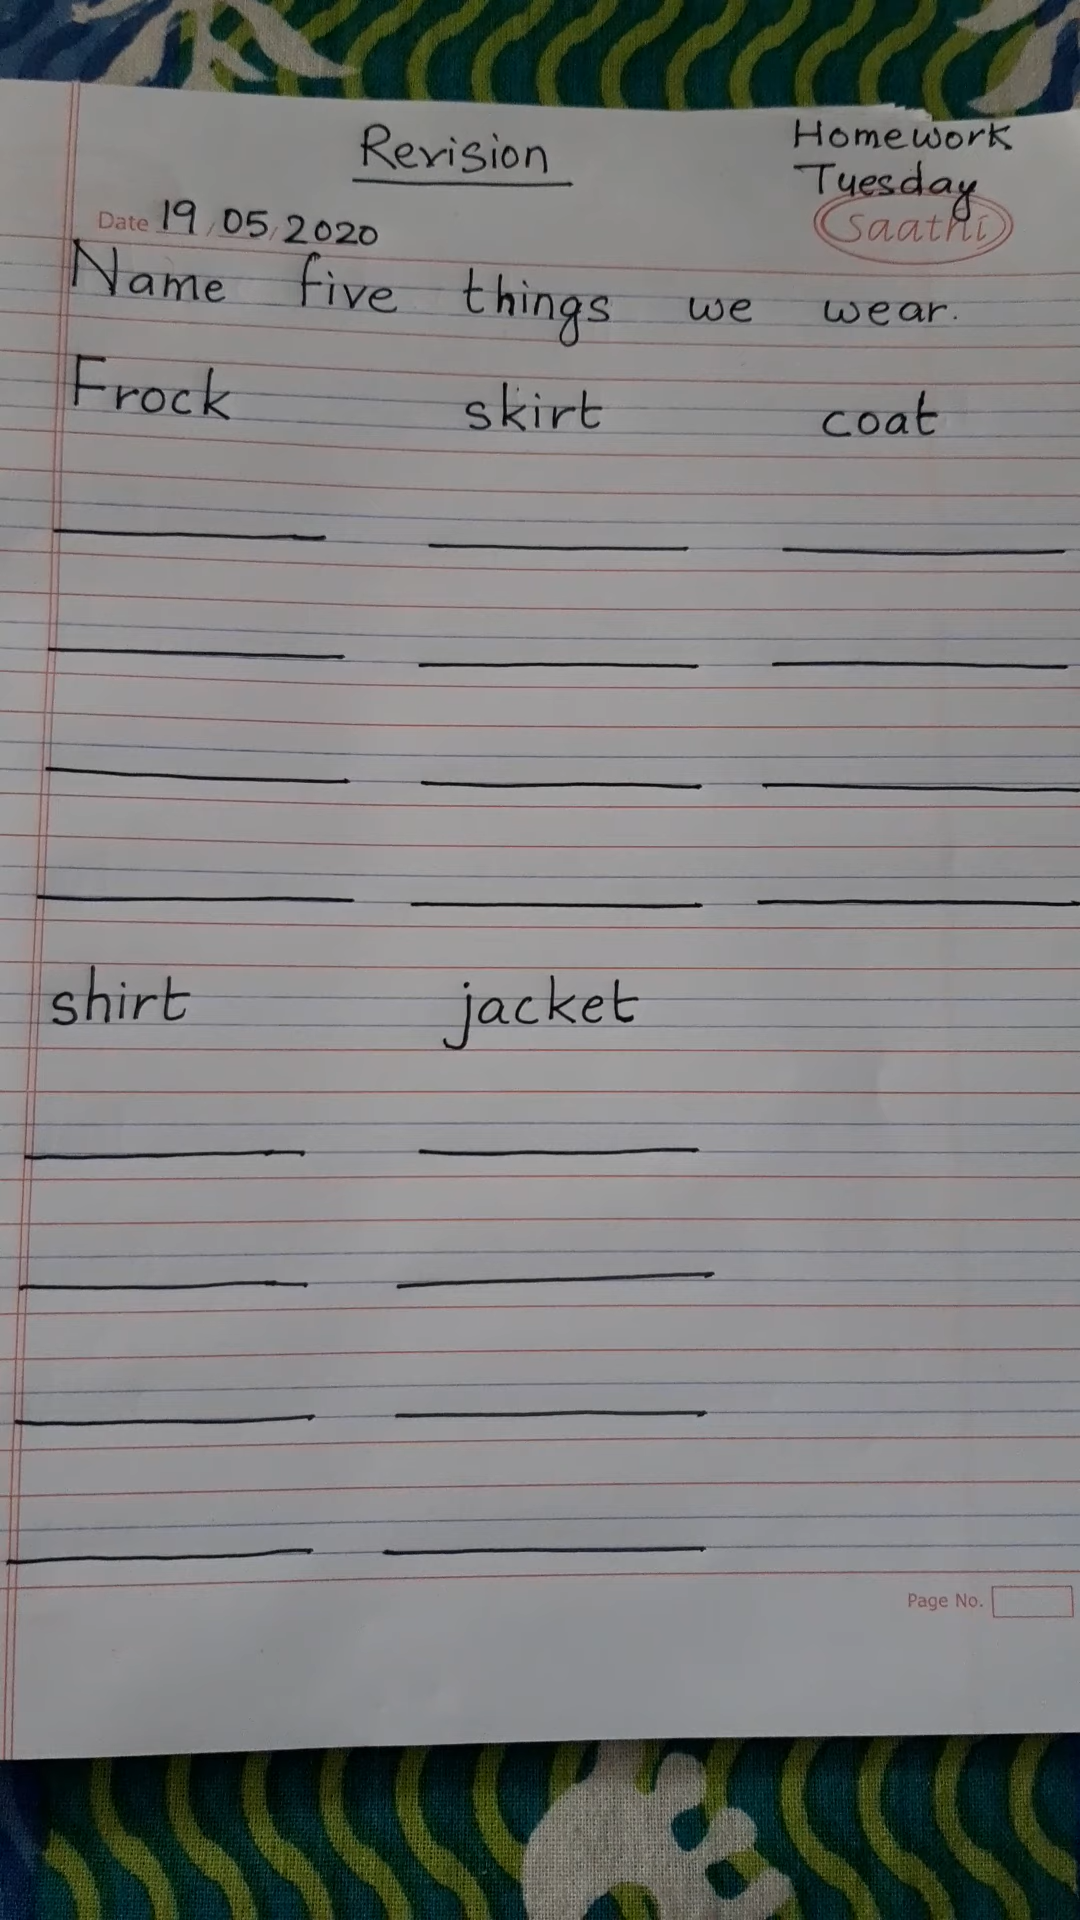 Revision
Homework
Tuesday
Saathi
Date 19/05/2020
Name five things we wear.
Frock skirt coat
shirt jacket
Page No.